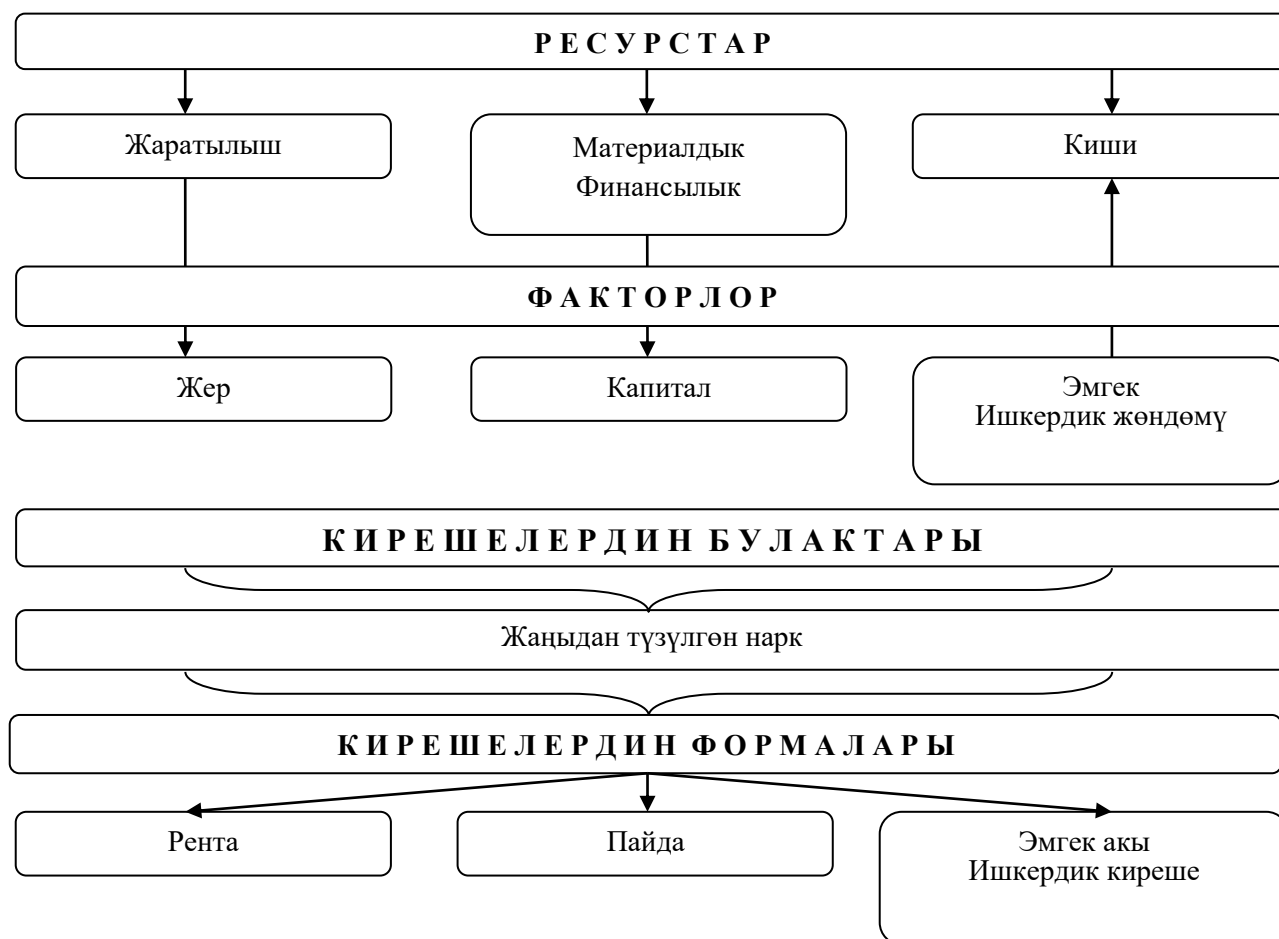 Р Е С У Р С Т А Р
Жаратылыш
Материалдык
Финансылык
Киши
Ф А К Т О Р Л О Р
Жер
Капитал
Эмгек
Ишкердик жөндөмү
К И Р Е Ш Е Л Е Р Д И Н Б У Л А К Т А Р Ы
Жаңыдан түзүлгөн нарк
К И Р Е Ш Е Л Е Р Д И Н Ф О Р М А Л А Р Ы
Рента
Пайда
Эмгек акы
Ишкердик киреше